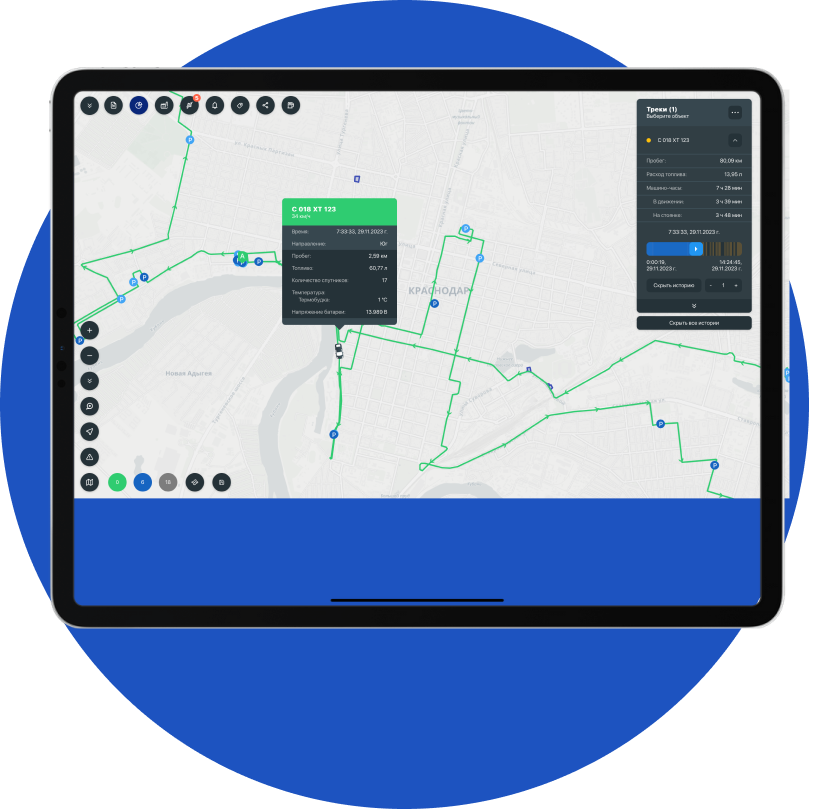 Треки (1)
Выберите объект
С 018 ХТ 123
Пробег: 80,09 км
Расход топлива: 13,95 л
Машино-часы: 7 ч 28 мин
В движении: 3 ч 39 мин
На стоянке: 3 ч 48 мин
7:33:33, 29.11.2023 г.
0:00:19, 14:24:45,
29.11.2023 г. 29.11.2023 г.
Скрыть историю - 1 +
Скрыть все истории
С 018 ХТ 123
34 км/ч
Время: 7:33:33, 29.11.2023 г.
Направление: Юг
Пробег: 2,59 км
Топливо: 60,77 л
Количество спутников: 17
Температура:
Термобудка: 1 °С
Напряжение батареи: 13.989 В
КРАСНОДАР
Новая Адыгея
A
P
P
P
P
P
P
P
P
P
P
P
P
0
6